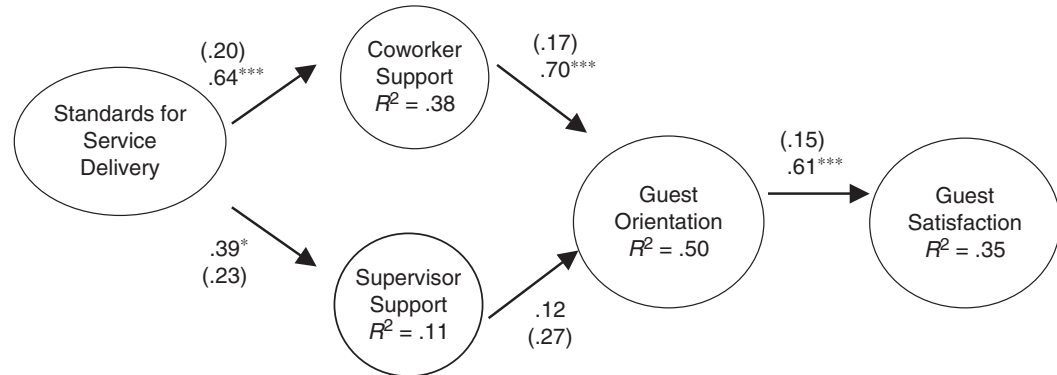 Standards for
Service
Delivery
(.20)
.64***
Coworker
Support
R² = .38
(.17)
.70***
.39*
(.23)
Supervisor
Support
R² = .11
.12
(.27)
Guest
Orientation
R² = .50
(.15)
.61***
Guest
Satisfaction
R² = .35